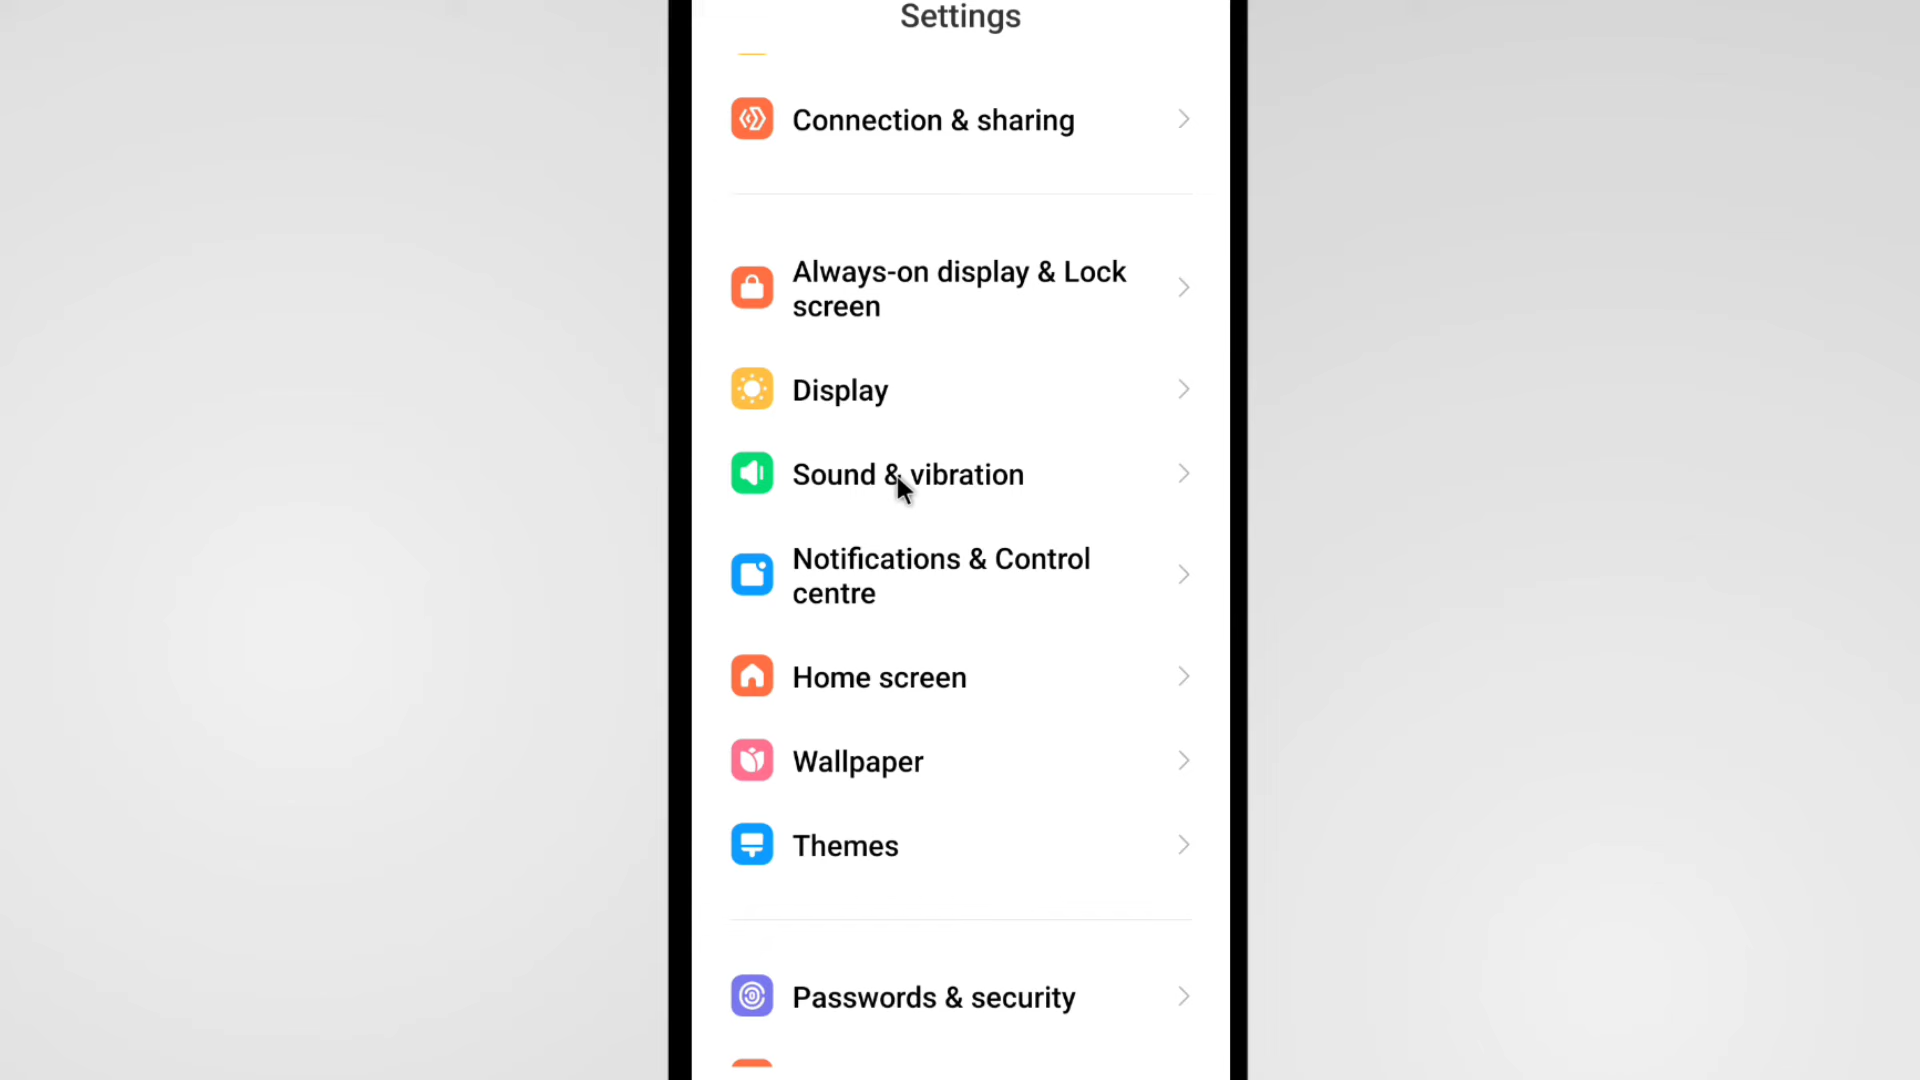 Settings
Connection & sharing
Always-on display & Lock
screen
Display
Sound & vibration
Notifications & Control
centre
Home screen
Wallpaper
Themes
Passwords & security